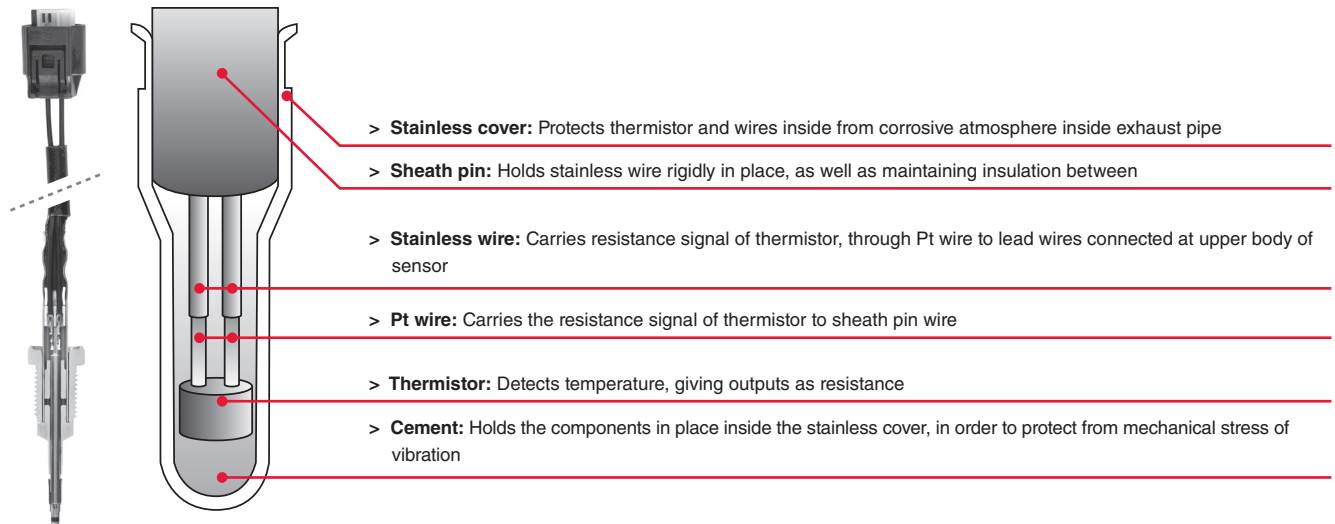 > Stainless cover: Protects thermistor and wires inside from corrosive atmosphere inside exhaust pipe
> Sheath pin: Holds stainless wire rigidly in place, as well as maintaining insulation between
> Stainless wire: Carries resistance signal of thermistor, through Pt wire to lead wires connected at upper body of
sensor
> Pt wire: Carries the resistance signal of thermistor to sheath pin wire
> Thermistor: Detects temperature, giving outputs as resistance
> Cement: Holds the components in place inside the stainless cover, in order to protect from mechanical stress of
vibration